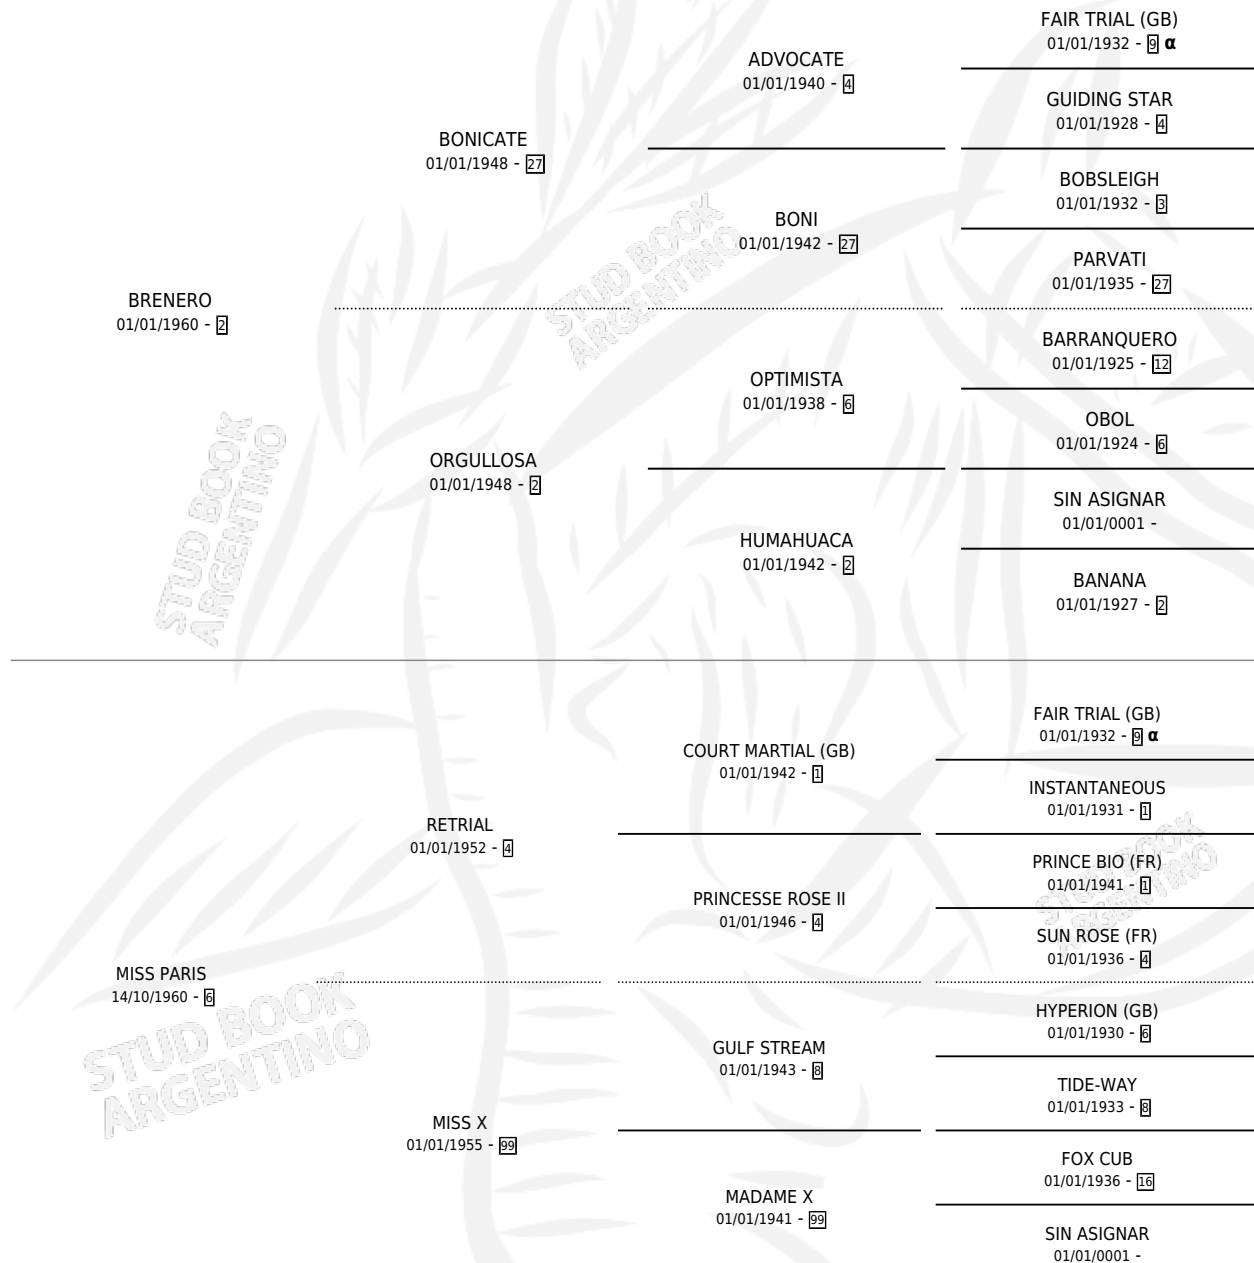 FAIR TRIAL (GB)
01/01/1932 - 9 α
ADVOCATE
01/01/1940 - 4
GUIDING STAR
01/01/1928 - 4
BONICATE
01/01/1948 - 27
BOBSLEIGH
01/01/1932 - 3
BONI
01/01/1942 - 27
PARVATI
01/01/1935 - 27
BRENERO
01/01/1960 - 2
BARRANQUERO
01/01/1925 - 12
OPTIMISTA
01/01/1938 - 6
OBOL
01/01/1924 - 6
ORGULLOSA
01/01/1948 - 2
SIN ASIGNAR
01/01/0001 -
HUMAHUACA
01/01/1942 - 2
BANANA
01/01/1927 - 2
FAIR TRIAL (GB)
01/01/1932 - 9 α
COURT MARTIAL (GB)
01/01/1942 - 1
INSTANTANEOUS
01/01/1931 - 1
RETRIAL
01/01/1952 - 4
PRINCE BIO (FR)
01/01/1941 - 1
PRINCESSE ROSE II
01/01/1946 - 4
SUN ROSE (FR)
01/01/1936 - 4
MISS PARIS
14/10/1960 - 6
HYPERION (GB)
01/01/1930 - 6
GULF STREAM
01/01/1943 - 8
TIDE-WAY
01/01/1933 - 8
MISS X
01/01/1955 - 99
FOX CUB
01/01/1936 - 16
MADAME X
01/01/1941 - 99
SIN ASIGNAR
01/01/0001 -
STUD BOOK
ARGENTINO
STUD BOOK
ARGENTINO
STUD BOOK
ARGENTINO
STUD BOOK
ARGENTINO